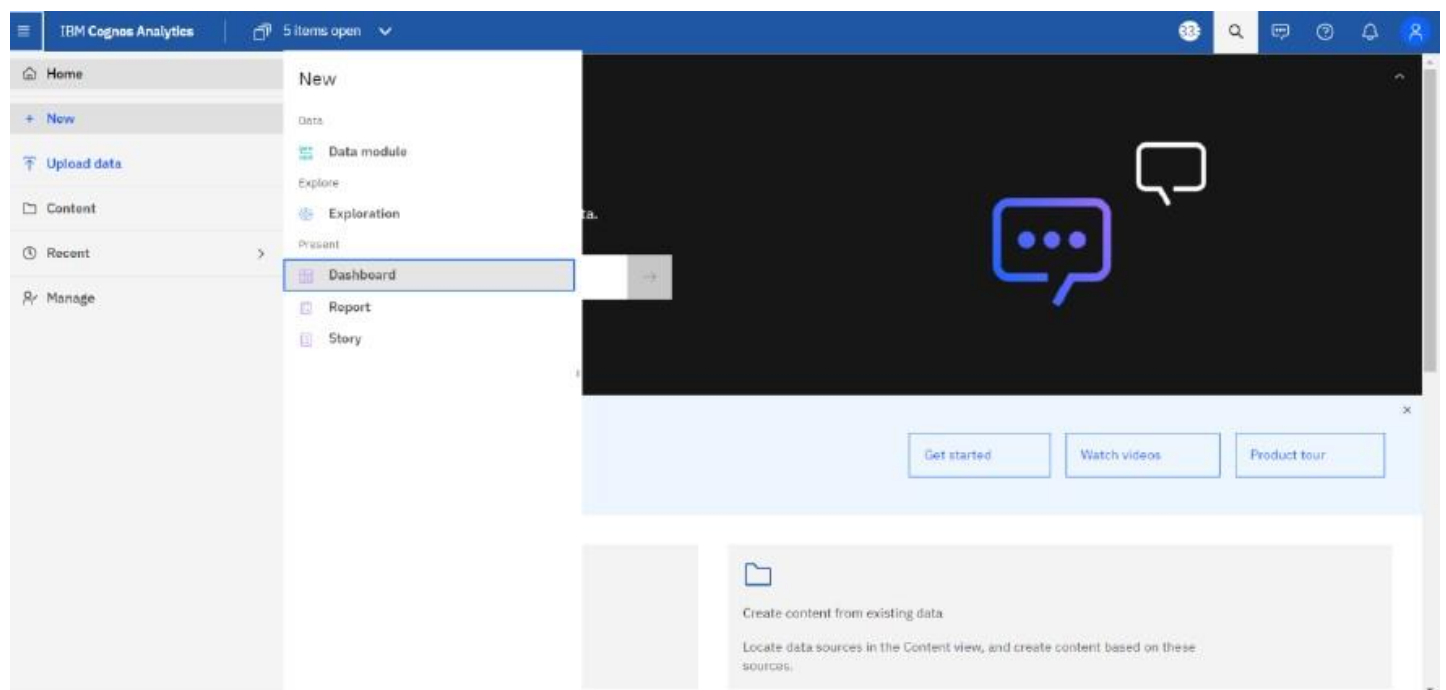 IBM Cognos Analytics
5 items open
Home
New
Upload data
Content
Recent
Manage
New
Data
Data module
Explore
Exploration
Present
Dashboard
Report
Story
ta.
Get started
Watch videos
Product tour
Create content from existing data
Locate data sources in the Content view, and create content based on these
sources.